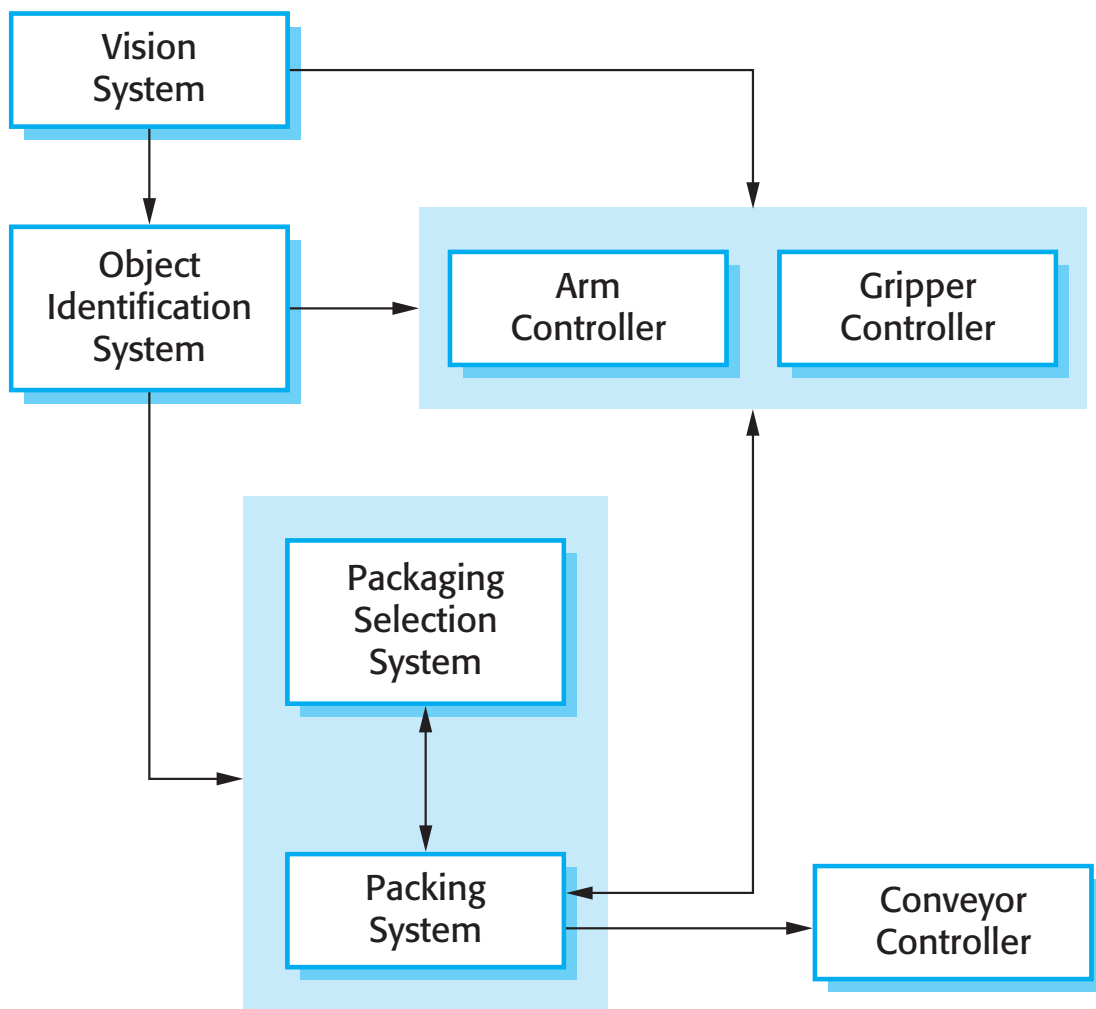 Vision
System
Object
Identification
System
Arm
Controller
Gripper
Controller
Packaging
Selection
System
Packing
System
Conveyor
Controller